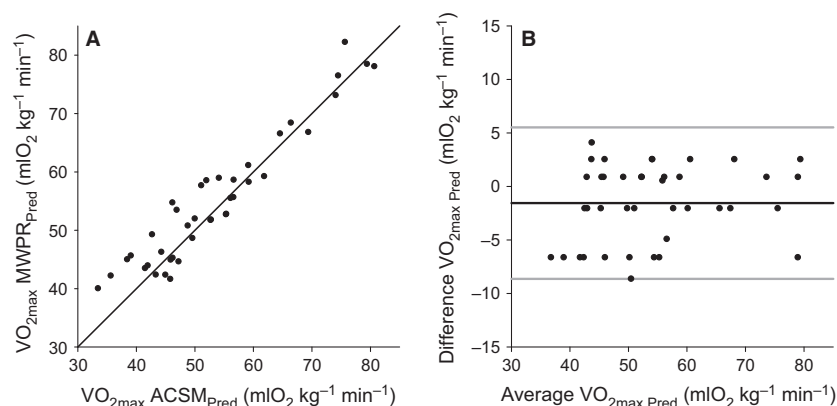 A
VO₂max MWPR_Pred (mlO₂ kg⁻¹ min⁻¹)
80
70
60
50
40
30
30 40 50 60 70 80
VO₂max ACSM_Pred (mlO₂ kg⁻¹ min⁻¹)
B
Difference VO₂max Pred (mlO₂ kg⁻¹ min⁻¹)
15
10
5
0
−5
−10
−15
30 40 50 60 70 80
Average VO₂max Pred (mlO₂ kg⁻¹ min⁻¹)